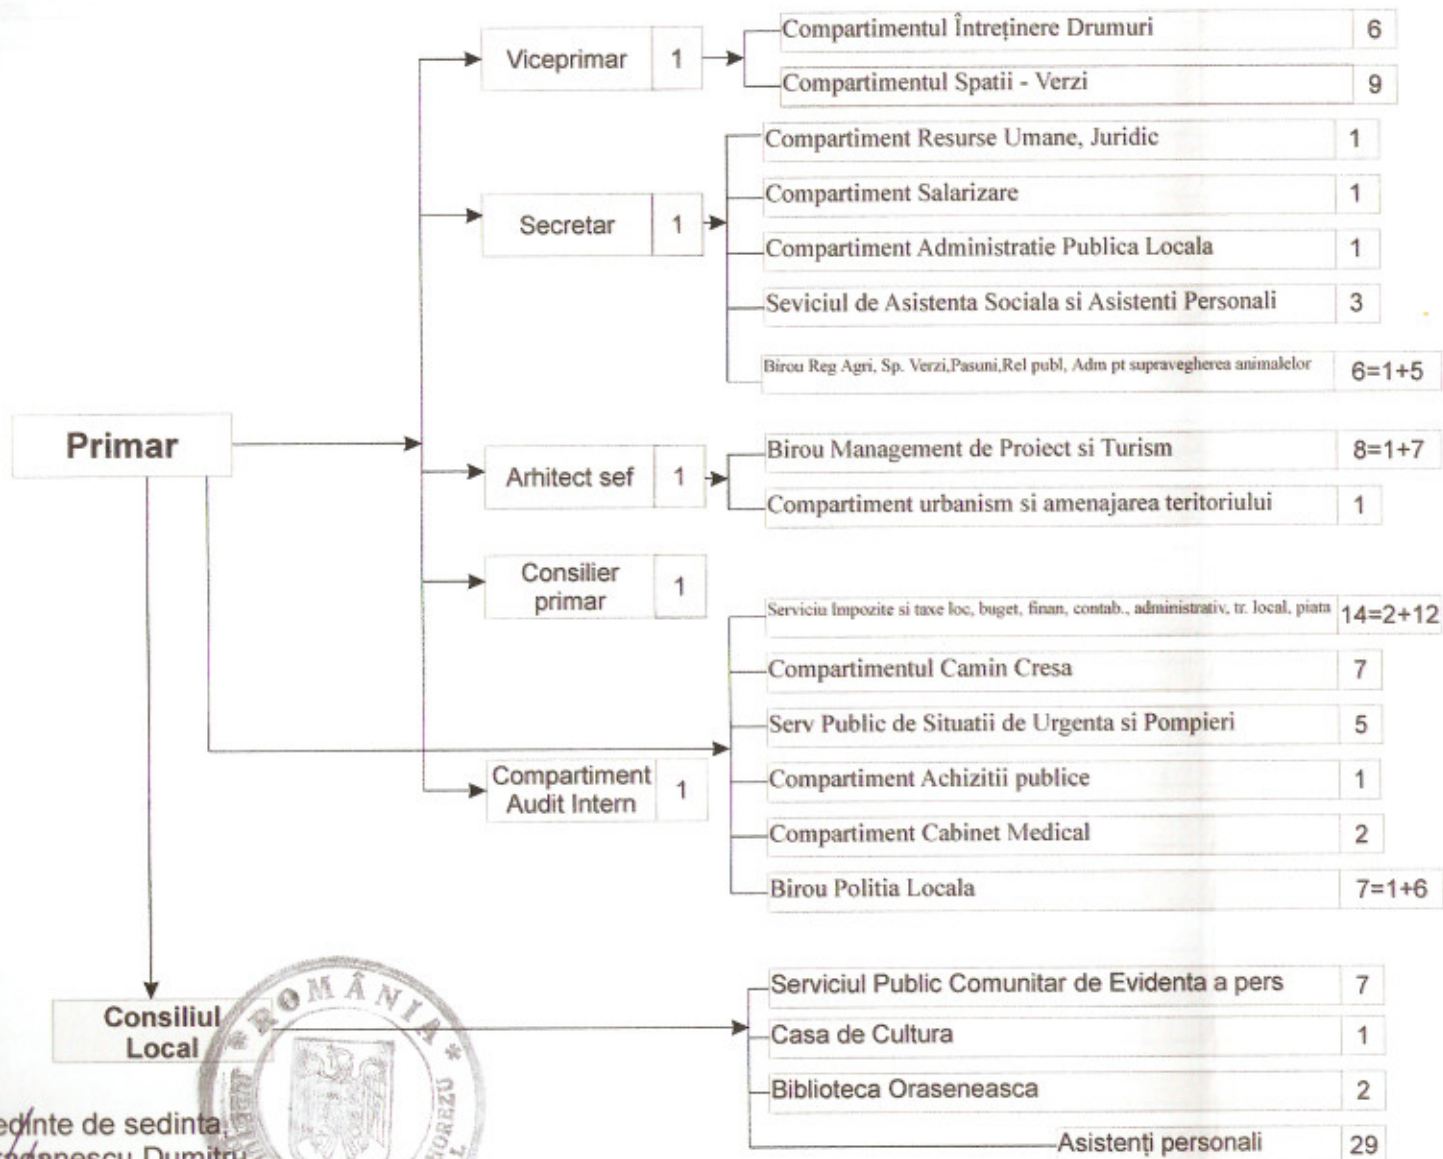 Compartimentul Întreținere Drumuri 6
Viceprimar 1
Compartimentul Spatii - Verzi 9
Compartiment Resurse Umane, Juridic 1
Compartiment Salarizare 1
Secretar 1
Compartiment Administratie Publica Locala 1
Seviciul de Asistenta Sociala si Asistenti Personali 3
Birou Reg Agri, Sp. Verzi,Pasuni,Rel publ, Adm pt supravegherea animalelor 6=1+5
Primar
Birou Management de Proiect si Turism 8=1+7
Arhitect sef 1
Compartiment urbanism si amenajarea teritoriului 1
Consilier
primar 1
Serviciu Impozite si taxe loc, buget, finan, contab., administrativ, tr. local, piata 14=2+12
Compartimentul Camin Cresa 7
Serv Public de Situatii de Urgenta si Pompieri 5
Compartiment
Audit Intern 1
Compartiment Achizitii publice 1
Compartiment Cabinet Medical 2
Birou Politia Locala 7=1+6
Serviciul Public Comunitar de Evidenta a pers 7
Consiliul
Local
Casa de Cultura 1
Biblioteca Oraseneasca 2
Asistenți personali 29
* ROMÂNIA *
HOREZU
de sedinta,
Dumitru